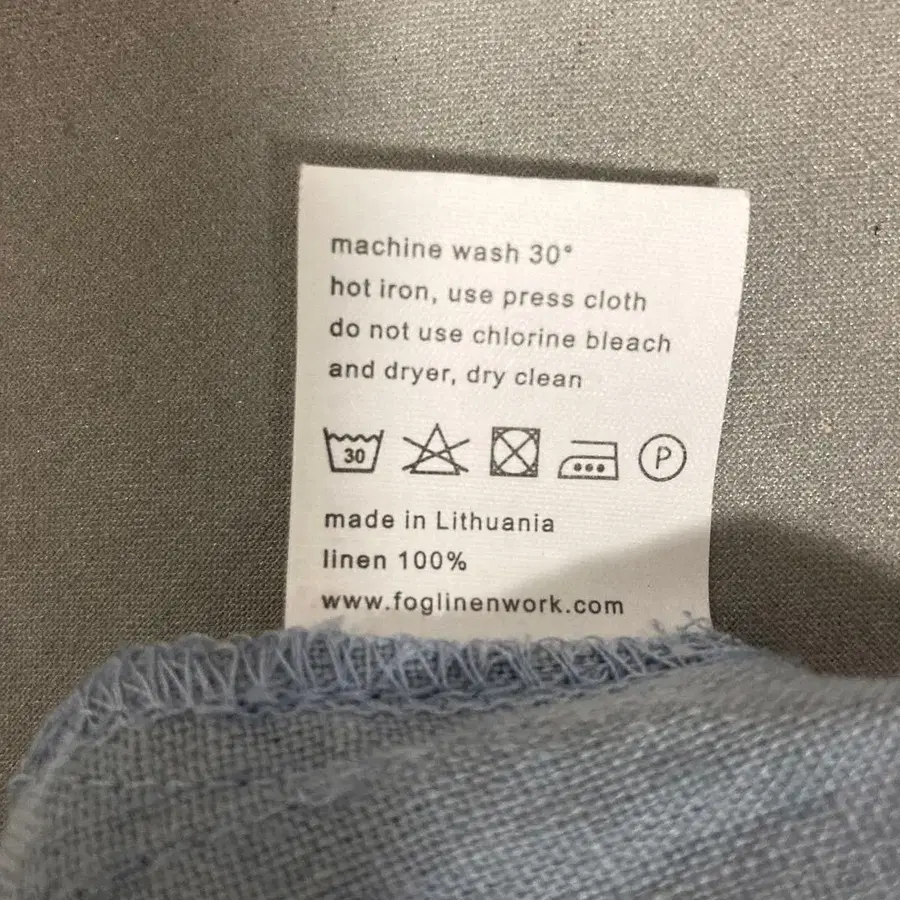 machine wash 30°
hot iron, use press cloth
do not use chlorine bleach
and dryer, dry clean
30 P
made in Lithuania
linen 100%
www.foglinenwork.com